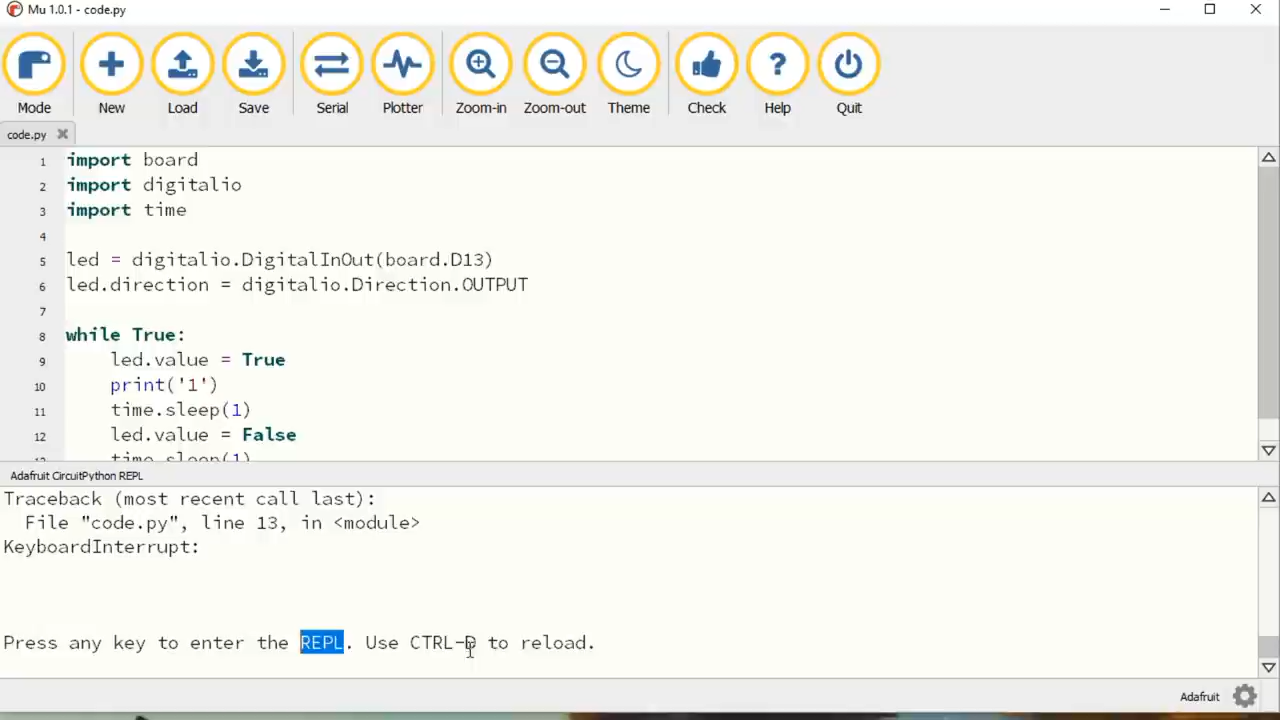 Mu 1.0.1 - code.py
Mode New Load Save Serial Plotter Zoom-in Zoom-out Theme Check Help Quit
code.py
1 import board
2 import digitalio
3 import time
4
5 led = digitalio.DigitalInOut(board.D13)
6 led.direction = digitalio.Direction.OUTPUT
7
8 while True:
9 led.value = True
10 print('1')
11 time.sleep(1)
12 led.value = False
13 time.sleep(1)
Adafruit CircuitPython REPL
Traceback (most recent call last):
File "code.py", line 13, in <module>
KeyboardInterrupt:
Press any key to enter the REPL. Use CTRL-D to reload.
Adafruit